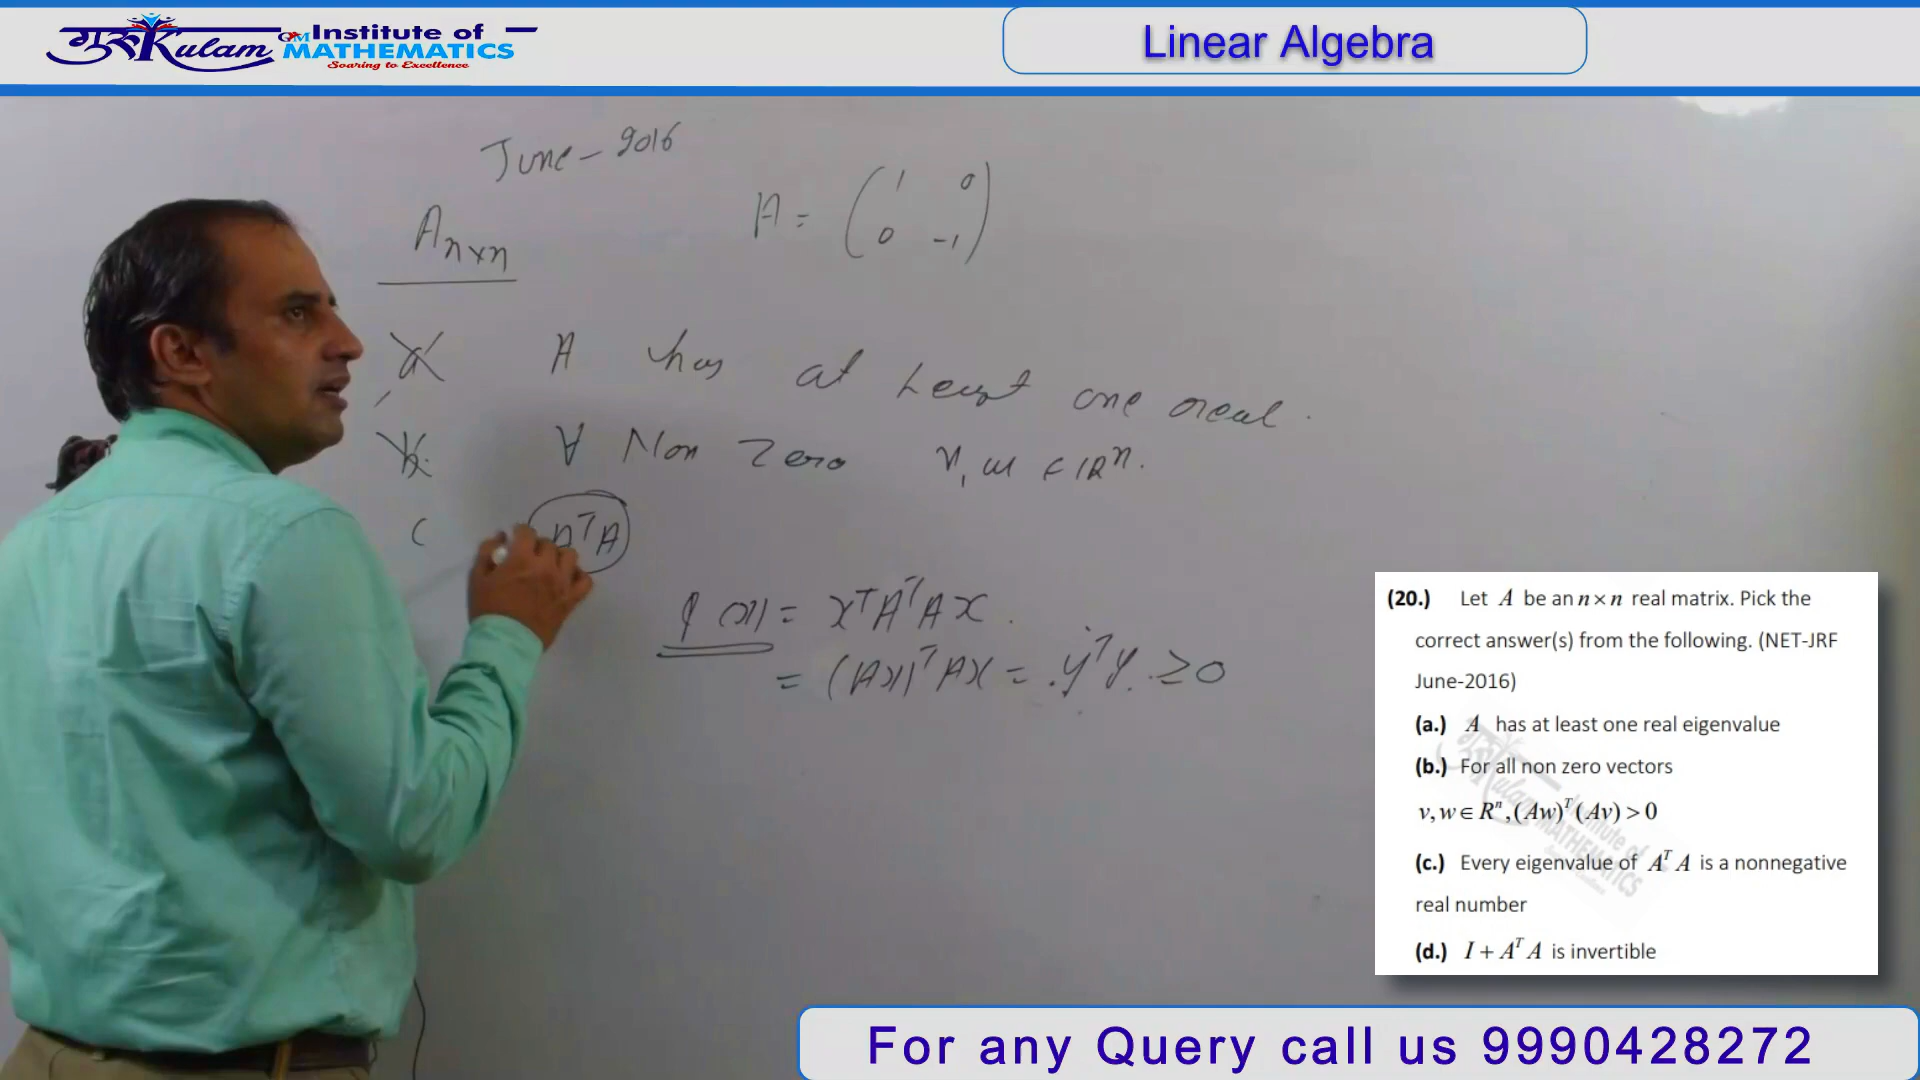 गुरुKulam GIM Institute of
MATHEMATICS
Soaring to Excellence
Linear Algebra
June - 2016
A n×n
A = ( 1 0
0 -1 )
a A has at Least one real.
b. ∀ Non Zero v, w ∈ IRⁿ.
c AᵀA
q(x) = xᵀAᵀAx.
= (Ax)ᵀAx = yᵀy. ≥ 0
(20.) Let A be an n×n real matrix. Pick the
correct answer(s) from the following. (NET-JRF
June-2016)
(a.) A has at least one real eigenvalue
(b.) For all non zero vectors
v, w ∈ Rⁿ, (Aw)ᵀ(Av) > 0
(c.) Every eigenvalue of AᵀA is a nonnegative
real number
(d.) I + AᵀA is invertible
For any Query call us 9990428272